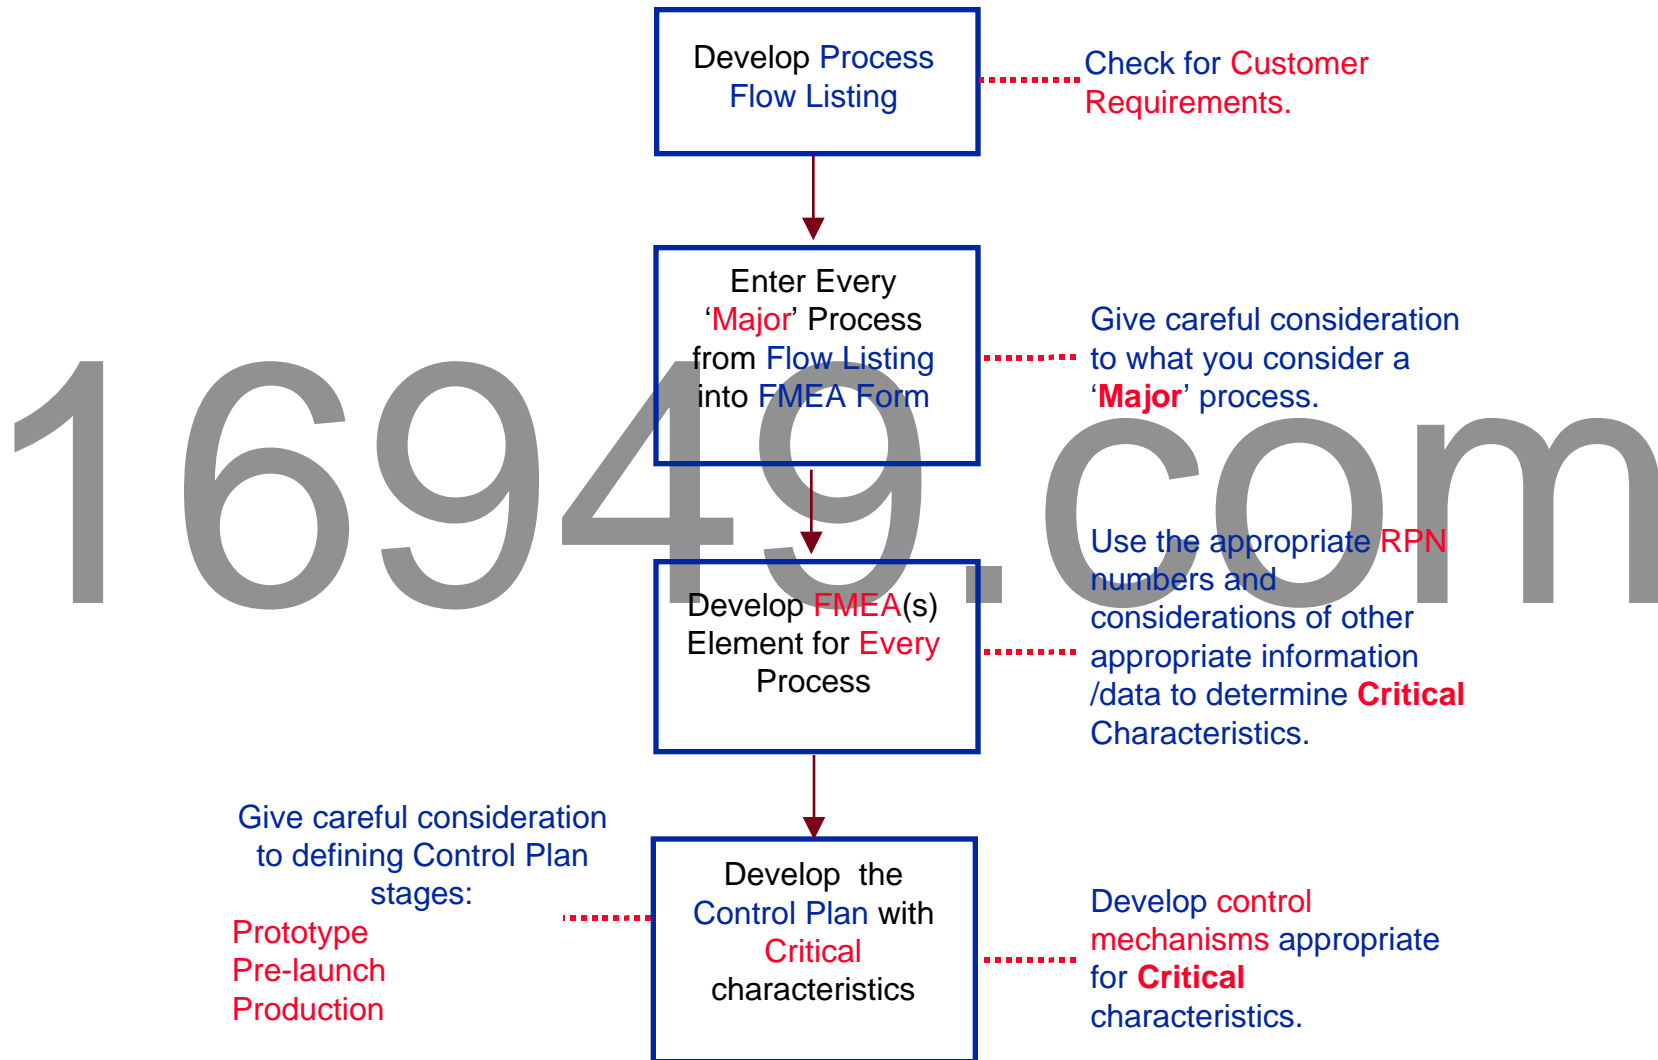 Develop Process
Flow Listing
Check for Customer
Requirements.
Enter Every
‘Major’ Process
from Flow Listing
into FMEA Form
Give careful consideration
to what you consider a
‘Major’ process.
16949.com
Develop FMEA(s)
Element for Every
Process
Use the appropriate RPN
numbers and
considerations of other
appropriate information
/data to determine Critical
Characteristics.
Give careful consideration
to defining Control Plan
stages:
Prototype
Pre-launch
Production
Develop the
Control Plan with
Critical
characteristics
Develop control
mechanisms appropriate
for Critical
characteristics.